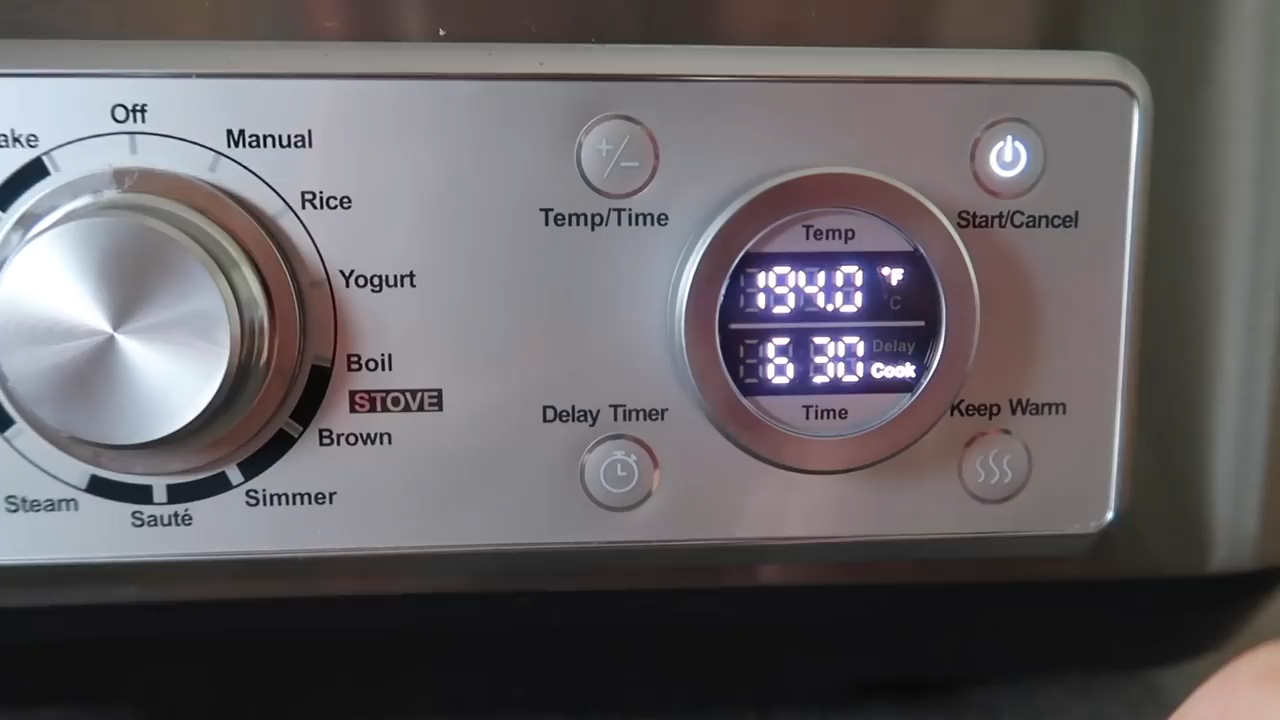 ake
Off
Manual
Rice
Yogurt
Boil
STOVE
Brown
Simmer
Sauté
Steam
+/−
Temp/Time
Start/Cancel
Temp
194.0 °F
C
6 30 Delay
Cook
Time
Delay Timer
Keep Warm